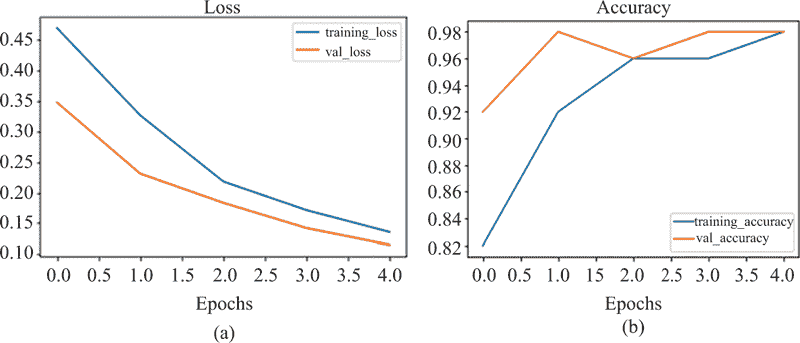 Loss
0.45
0.40
0.35
0.30
0.25
0.20
0.15
0.10
training_loss
val_loss
0.0 0.5 1.0 1.5 2.0 2.5 3.0 3.5 4.0
Epochs
(a)
Accuracy
0.98
0.96
0.94
0.92
0.90
0.88
0.86
0.84
0.82
training_accuracy
val_accuracy
0.0 0.5 1.0 15 2.0 2.5 3.0 3.5 4.0
Epochs
(b)